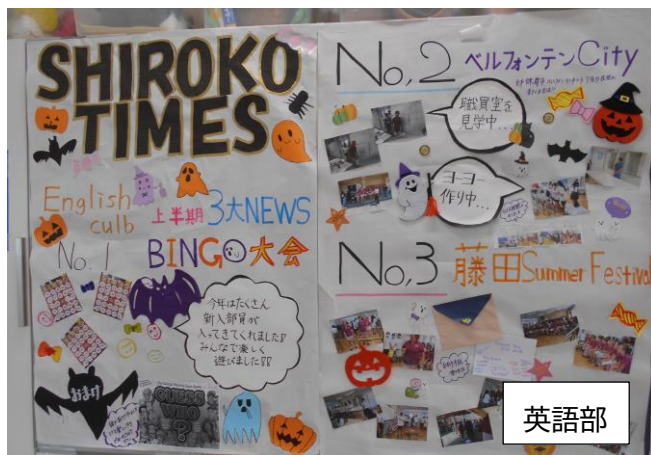 SHIROKO
TIMES
English
culb
上半期 3大NEWS
No.1 BINGO大会
今年はたくさん
新入部員が
入ってきてくれました!!
みんなで楽しく
遊びました!!
おまけ
GUESS
WHO
?
No,2 ベルフォンテンCity
職員室を
見学中...
ヨーヨー
作り中...
No,3 藤田Summer Festival
英語部